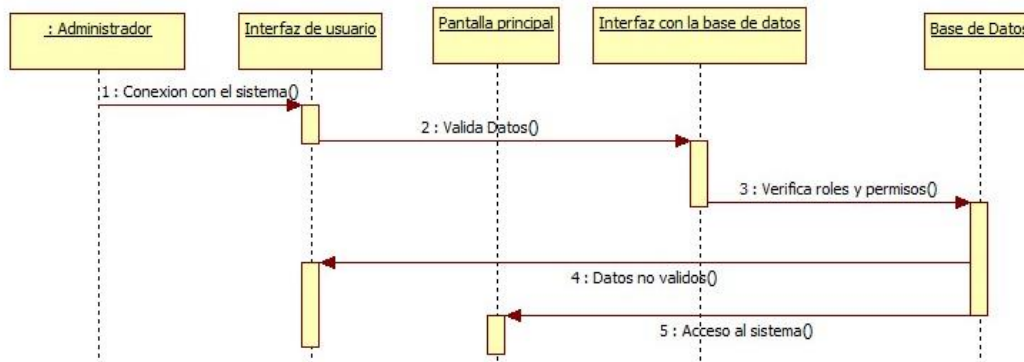 : Administrador
Interfaz de usuario
Pantalla principal
Interfaz con la base de datos
Base de Datos
1 : Conexion con el sistema()
2 : Valida Datos()
3 : Verifica roles y permisos()
4 : Datos no validos()
5 : Acceso al sistema()